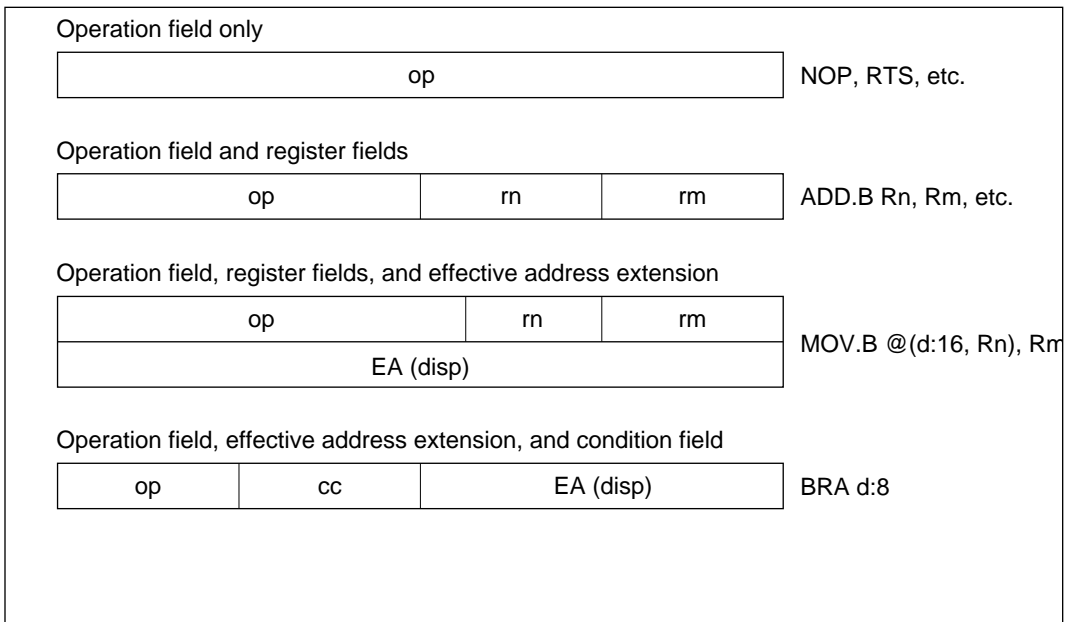 Operation field only
op
NOP, RTS, etc.
Operation field and register fields
op rn rm
ADD.B Rn, Rm, etc.
Operation field, register fields, and effective address extension
op rn rm
EA (disp)
MOV.B @(d:16, Rn), Rm
Operation field, effective address extension, and condition field
op cc EA (disp)
BRA d:8